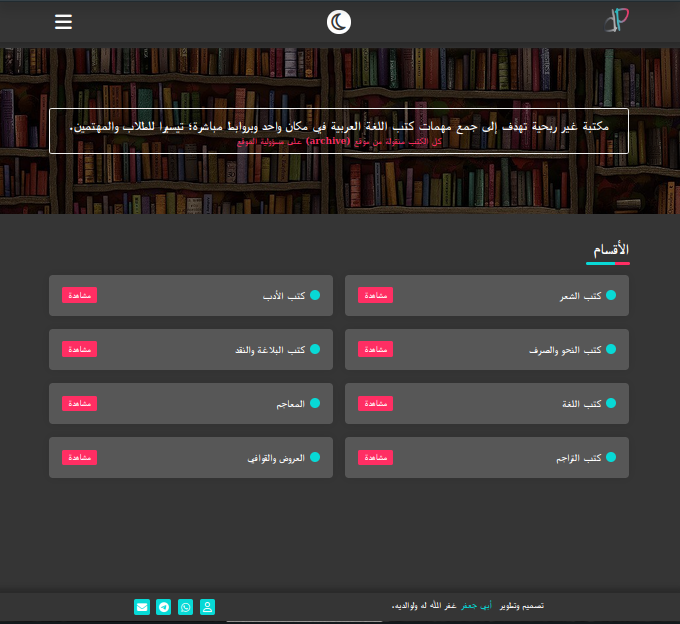 مكتبة غير ربحية تهدف إلى جمع مهمات كتب اللغة العربية في مكان واحد وبروابط مباشرة؛ تيسيرا للطلاب والمهتمين.
كل الكتب منقولة من موقع (archive) على مسؤولية الموقع
الأقسام
كتب الشعر
مشاهدة
كتب الأدب
مشاهدة
كتب النحو والصرف
مشاهدة
كتب البلاغة والنقد
مشاهدة
كتب اللغة
مشاهدة
المعاجم
مشاهدة
كتب التراجم
مشاهدة
العروض والقوافي
مشاهدة
تصميم وتطوير أبي جعفر غفر الله له ولوالديه.